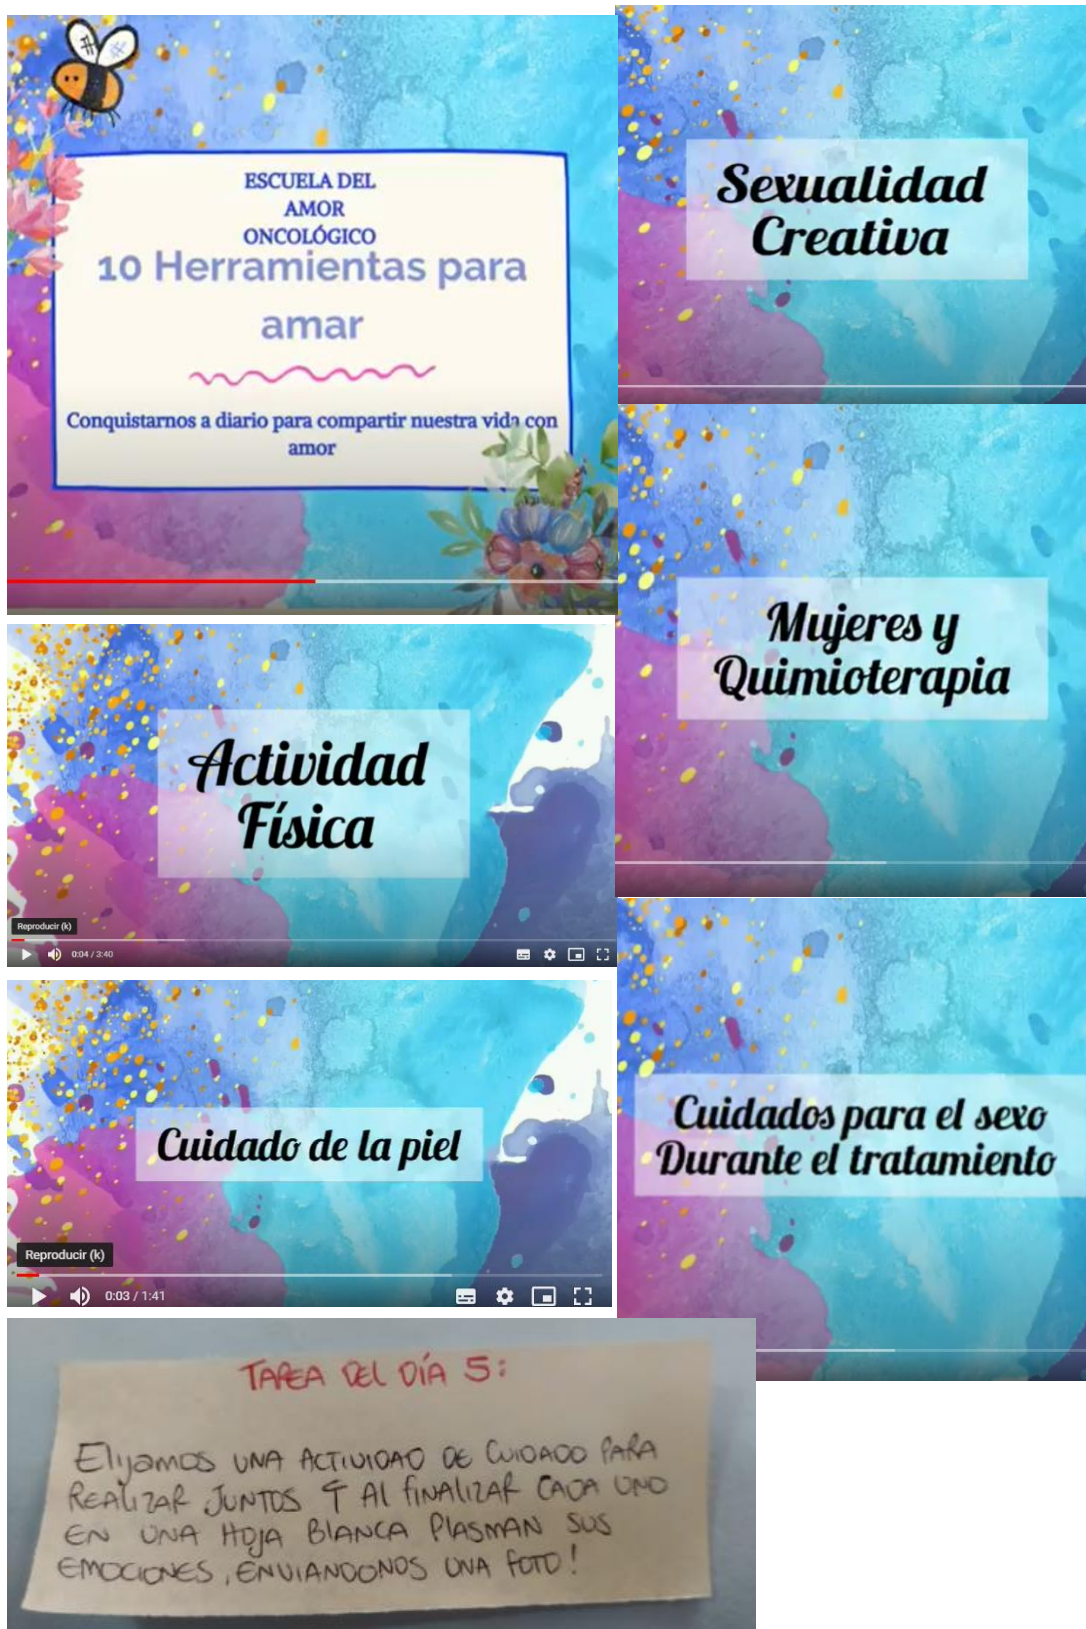 ESCUELA DEL
AMOR
ONCOLÓGICO
10 Herramientas para
amar
Conquistarnos a diario para compartir nuestra vida con
amor
Sexualidad
Creativa
Mujeres y
Quimioterapia
Actividad
Física
Reproducir (k)
0:04 / 3:40
Cuidado de la piel
Reproducir (k)
0:03 / 1:41
Cuidados para el sexo
Durante el tratamiento
TAREA DEL DÍA 5:
Elijamos UNA ACTIVIDAD DE CUIDADO PARA
REALIZAR JUNTOS Y Al FINALIZAR CADA UNO
EN UNA HOJA BLANCA PLASMAN SUS
EMOCIONES, ENVIANDONOS UNA FOTO!